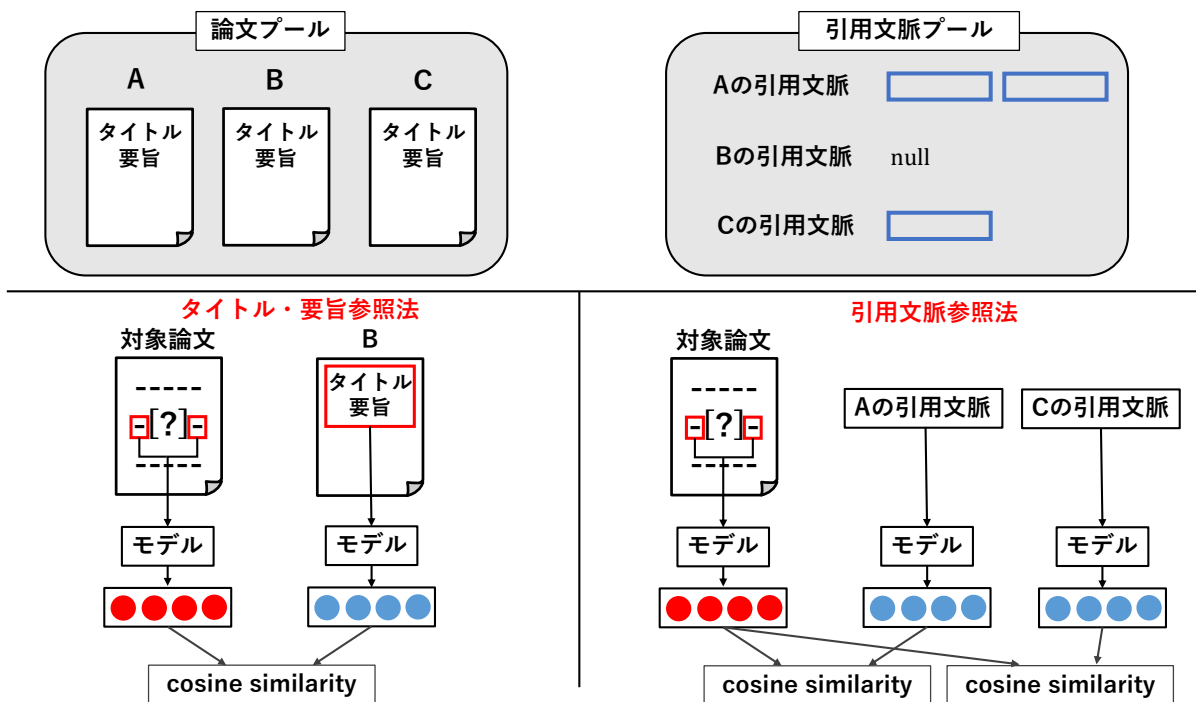 論文プール
A
B
C
タイトル
要旨
タイトル
要旨
タイトル
要旨
引用文脈プール
Aの引用文脈
Bの引用文脈 null
Cの引用文脈
タイトル・要旨参照法
対象論文
B
-----
-[?]-
-----
タイトル
要旨
モデル
モデル
cosine similarity
引用文脈参照法
対象論文
-----
-[?]-
-----
Aの引用文脈
Cの引用文脈
モデル
モデル
モデル
cosine similarity
cosine similarity